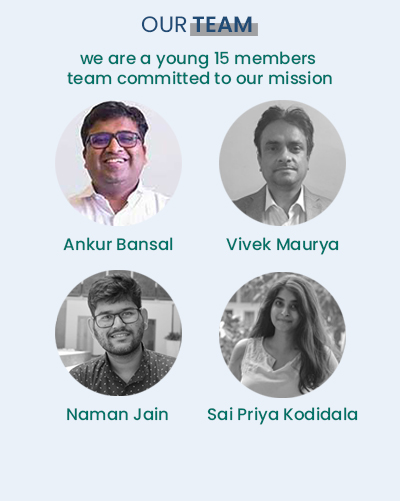 OUR TEAM
we are a young 15 members
team committed to our mission
Ankur Bansal
Vivek Maurya
Naman Jain
Sai Priya Kodidala